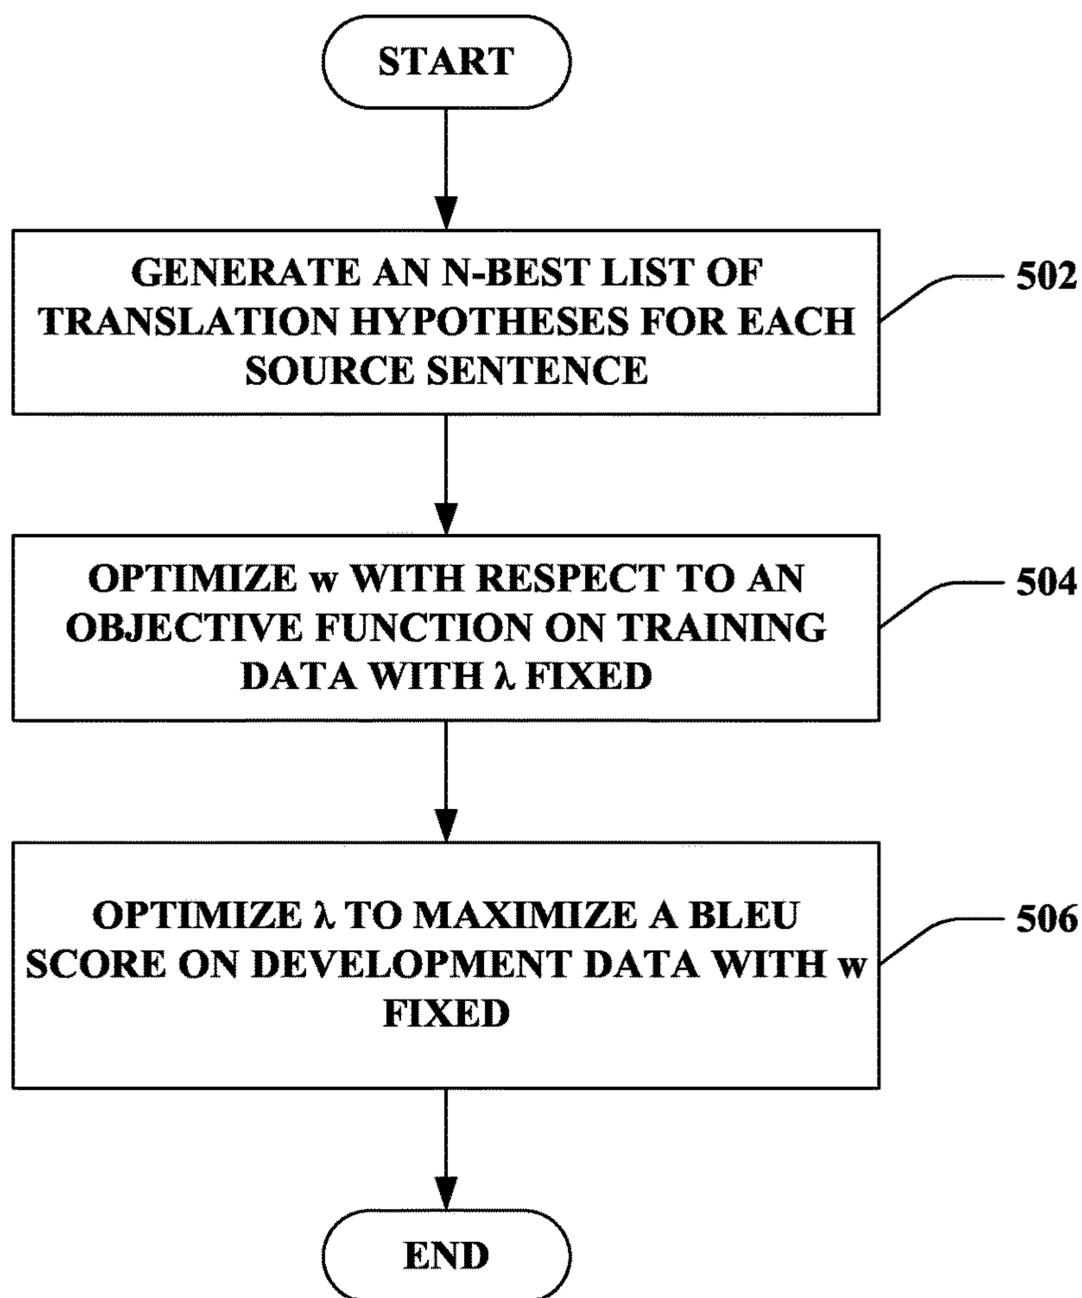 START
GENERATE AN N-BEST LIST OF
TRANSLATION HYPOTHESES FOR EACH
SOURCE SENTENCE
502
OPTIMIZE w WITH RESPECT TO AN
OBJECTIVE FUNCTION ON TRAINING
DATA WITH λ FIXED
504
OPTIMIZE λ TO MAXIMIZE A BLEU
SCORE ON DEVELOPMENT DATA WITH w
FIXED
506
END